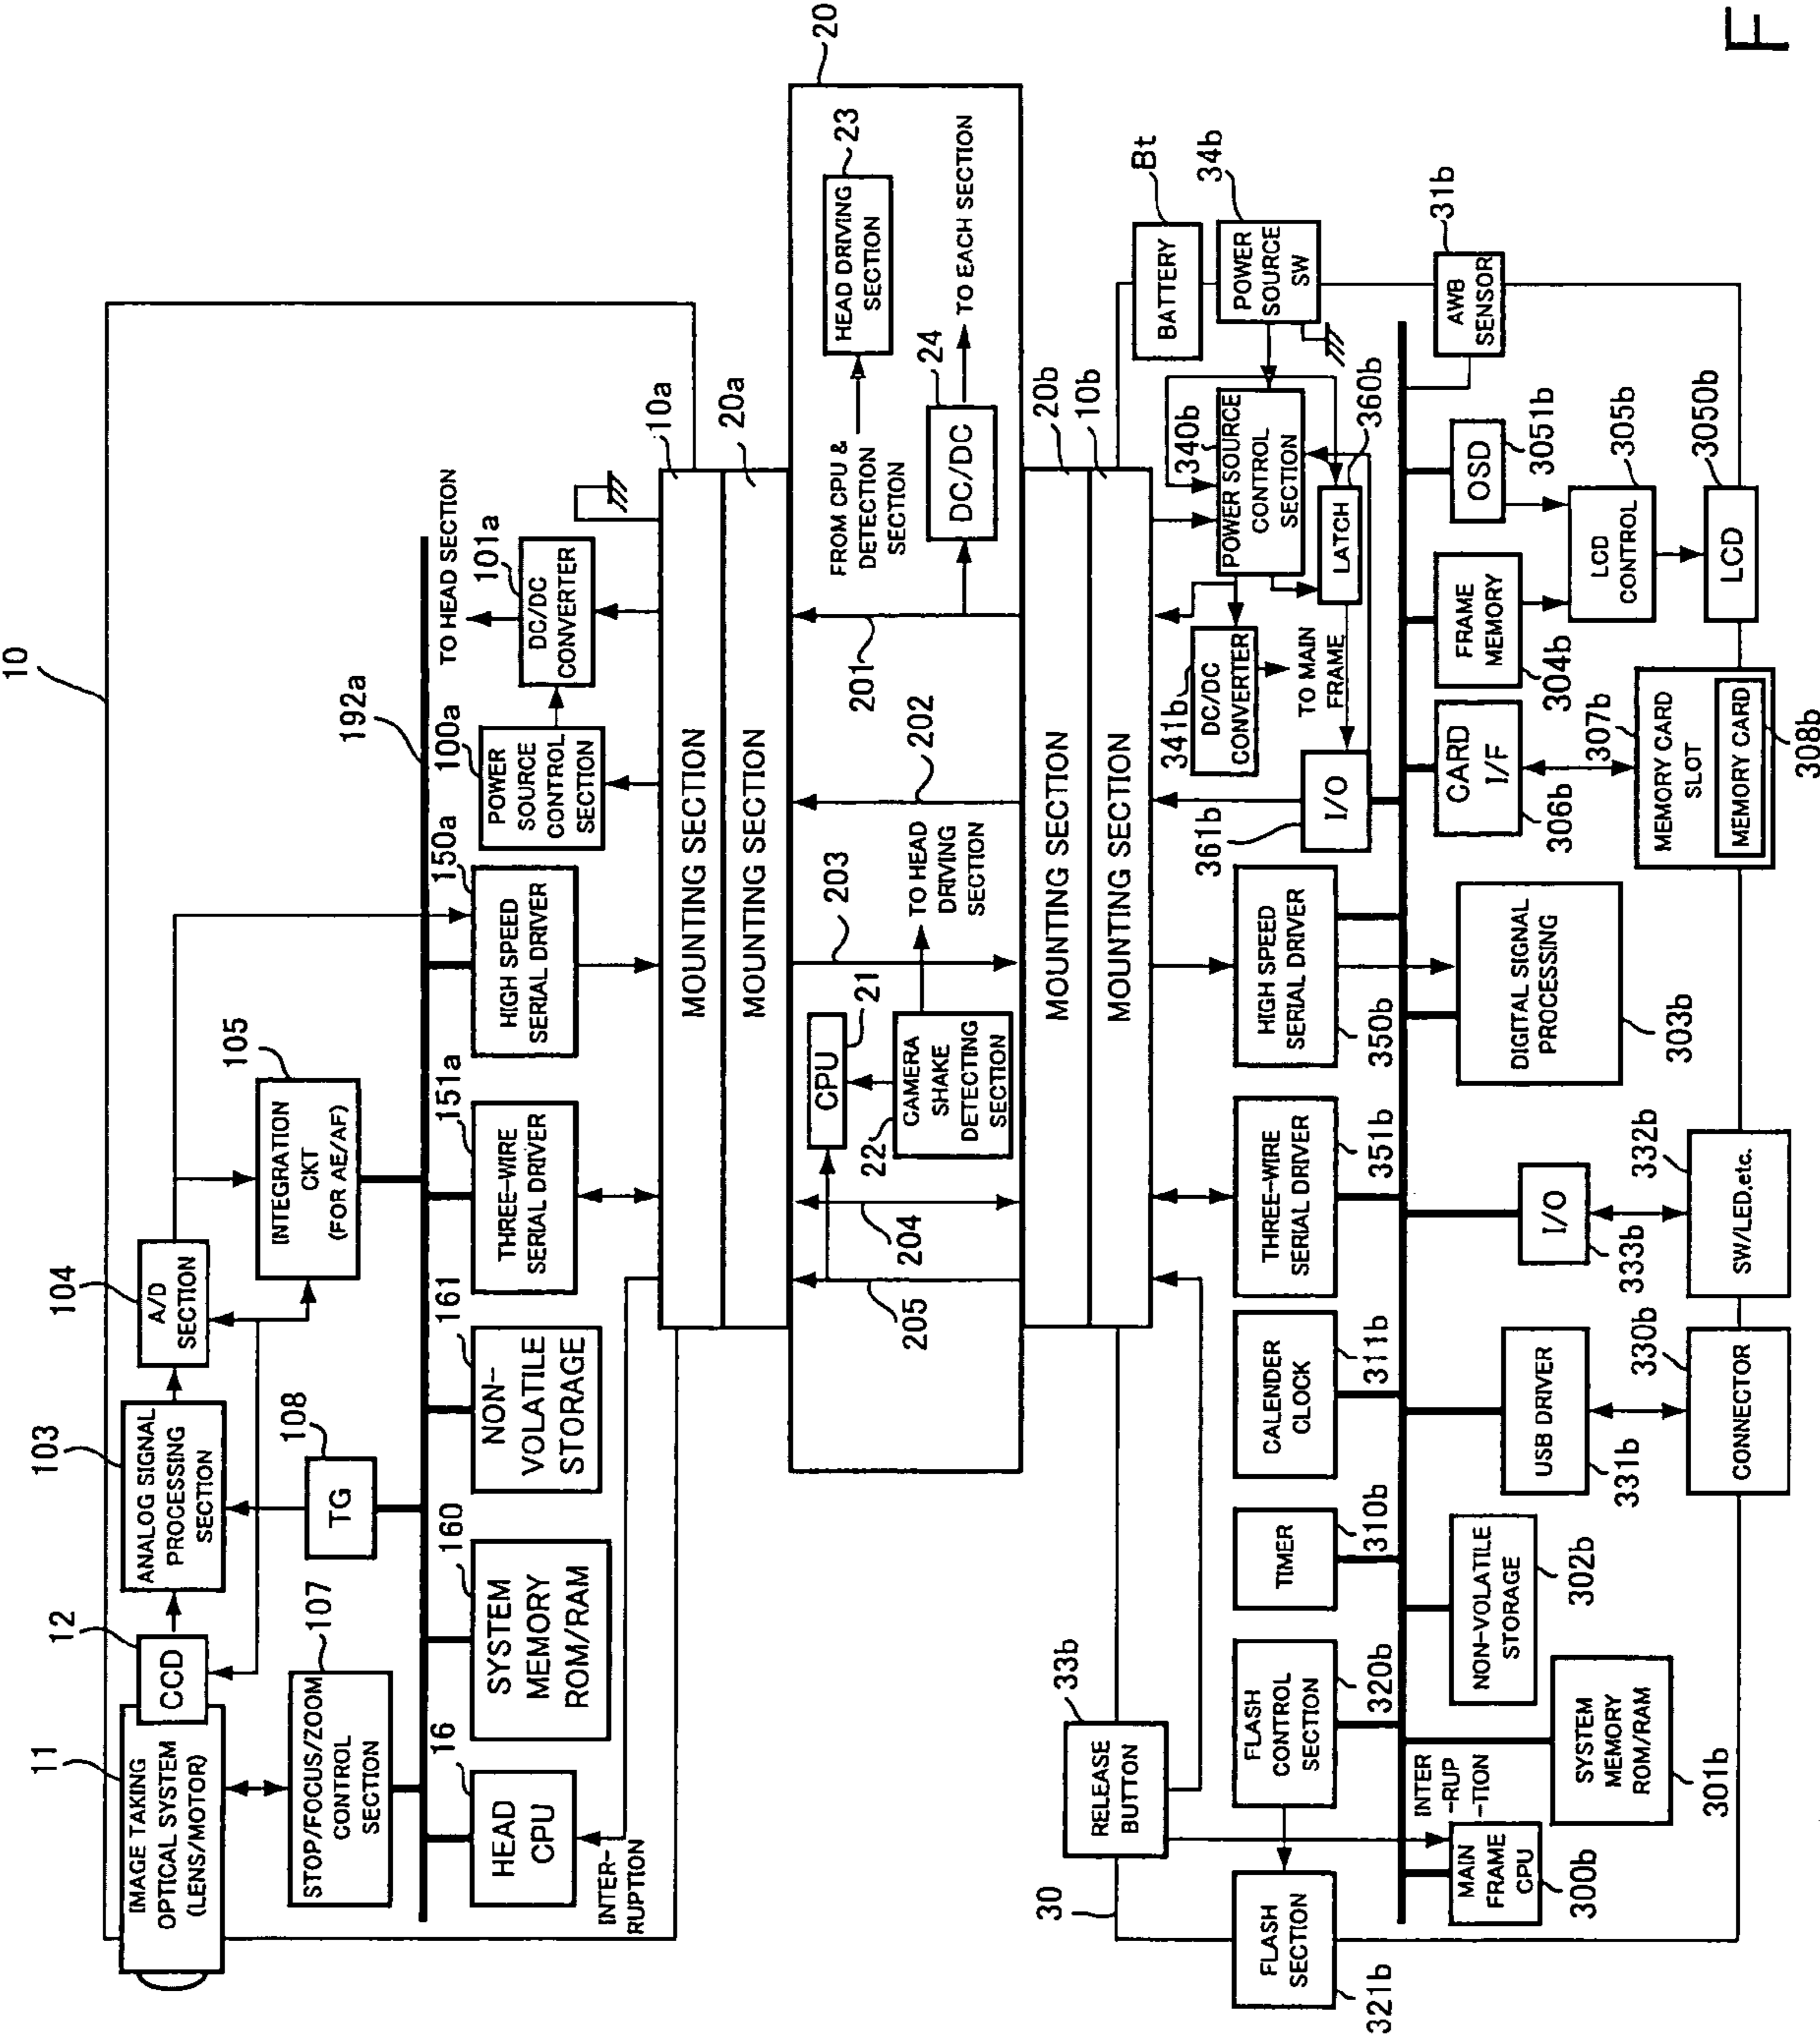 10
11
12
103
104
105
IMAGE TAKING
OPTICAL SYSTEM
(LENS/MOTOR)
CCD
ANALOG SIGNAL
PROCESSING
SECTION
A/D
SECTION
INTEGRATION
CKT
(FOR AE/AF)
107
STOP/FOCUS/ZOOM
CONTROL
SECTION
108
TG
192a
16
HEAD
CPU
160
SYSTEM
MEMORY
ROM/RAM
161
NON-
VOLATILE
STORAGE
151a
THREE-WIRE
SERIAL DRIVER
150a
HIGH SPEED
SERIAL DRIVER
100a
POWER
SOURCE
CONTROL
SECTION
TO HEAD SECTION
101a
DC/DC
CONVERTER
INTER-
RUPTION
10a
MOUNTING SECTION
20a
MOUNTING SECTION
20
205
204
CPU
21
22
CAMERA
SHAKE
DETECTING
SECTION
203
TO HEAD
DRIVING
SECTION
202
201
FROM CPU &
DETECTION
SECTION
HEAD DRIVING
SECTION
23
24
DC/DC
TO EACH SECTION
20b
MOUNTING SECTION
10b
MOUNTING SECTION
30
33b
RELEASE
BUTTON
BATTERY
Bt
FLASH
SECTION
321b
FLASH
CONTROL
SECTION
320b
TIMER
310b
CALENDER
CLOCK
311b
THREE-WIRE
SERIAL DRIVER
351b
HIGH SPEED
SERIAL DRIVER
350b
361b
I/O
341b
DC/DC
CONVERTER
TO MAIN
FRAME
340b
POWER SOURCE
CONTROL
SECTION
LATCH
360b
POWER
SOURCE
SW
34b
INTER
-RUP
-TION
MAIN
FRAME
CPU
300b
SYSTEM
MEMORY
ROM/RAM
301b
NON-VOLATILE
STORAGE
302b
USB DRIVER
331b
CONNECTOR
330b
I/O
333b
SW/LED.etc.
332b
DIGITAL SIGNAL
PROCESSING
303b
CARD
I/F
306b
307b
MEMORY CARD
SLOT
MEMORY CARD
308b
FRAME
MEMORY
304b
OSD
3051b
LCD
CONTROL
305b
LCD
3050b
AWB
SENSOR
31b
F